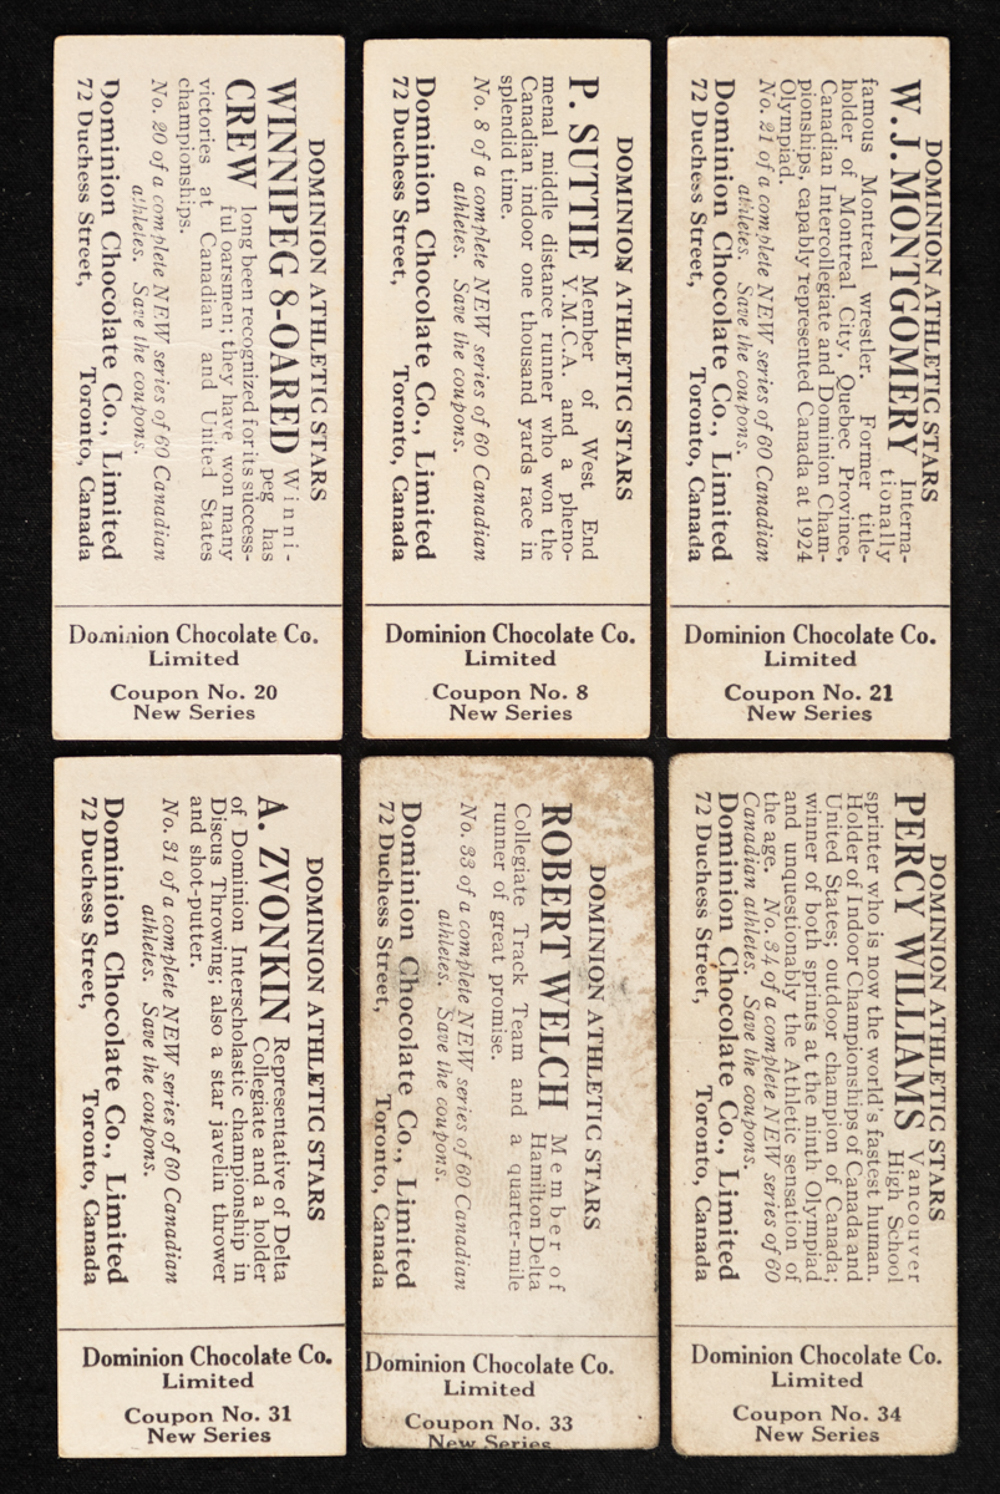 DOMINION ATHLETIC STARS
WINNIPEG 8-OARED Winni-
CREW peg has
long been recognized for its success-
ful oarsmen; they have won many
victories at Canadian and United States
championships.
No. 20 of a complete NEW series of 60 Canadian
athletes. Save the coupons.
Dominion Chocolate Co., Limited
72 Duchess Street, Toronto, Canada
Dominion Chocolate Co.
Limited
Coupon No. 20
New Series
DOMINION ATHLETIC STARS
P. SUTTIE Member of West End
Y.M.C.A. and a pheno-
menal middle distance runner who won the
Canadian indoor one thousand yards race in
splendid time.
No. 8 of a complete NEW series of 60 Canadian
athletes. Save the coupons.
Dominion Chocolate Co., Limited
72 Duchess Street, Toronto, Canada
Dominion Chocolate Co.
Limited
Coupon No. 8
New Series
DOMINION ATHLETIC STARS
W. J. MONTGOMERY Interna-
tionally
famous Montreal wrestler. Former title-
holder of Montreal City, Quebec Province,
Canadian Intercollegiate and Dominion Cham-
pionships, capably represented Canada at 1924
Olympiad.
No. 21 of a complete NEW series of 60 Canadian
athletes. Save the coupons.
Dominion Chocolate Co., Limited
72 Duchess Street, Toronto, Canada
Dominion Chocolate Co.
Limited
Coupon No. 21
New Series
DOMINION ATHLETIC STARS
A. ZVONKIN Representative of Delta
Collegiate and a holder
of Dominion Interscholastic championship in
Discus Throwing; also a star javelin thrower
and shot-putter.
No. 31 of a complete NEW series of 60 Canadian
athletes. Save the coupons.
Dominion Chocolate Co., Limited
72 Duchess Street, Toronto, Canada
Dominion Chocolate Co.
Limited
Coupon No. 31
New Series
DOMINION ATHLETIC STARS
ROBERT WELCH Member of
Hamilton Delta
Collegiate Track Team and a quarter-mile
runner of great promise.
No. 33 of a complete NEW series of 60 Canadian
athletes. Save the coupons.
Dominion Chocolate Co., Limited
72 Duchess Street, Toronto, Canada
Dominion Chocolate Co.
Limited
Coupon No. 33
New Series
DOMINION ATHLETIC STARS
PERCY WILLIAMS Vancouver
High School
sprinter who is now the world's fastest human.
Holder of Indoor Championships of Canada and
United States; outdoor champion of Canada;
winner of both sprints at the ninth Olympiad
and unquestionably the Athletic sensation of
the age. No. 34 of a complete NEW series of 60
Canadian athletes. Save the coupons.
Dominion Chocolate Co., Limited
72 Duchess Street, Toronto, Canada
Dominion Chocolate Co.
Limited
Coupon No. 34
New Series